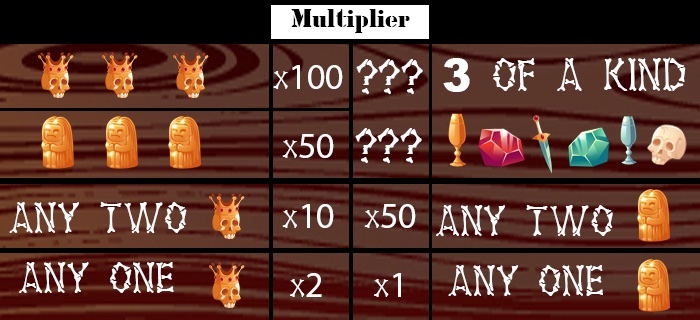 Multiplier
x100 ??? 3 OF A KIND
x50 ???
ANY TWO x10 x50 ANY TWO
ANY ONE x2 x1 ANY ONE